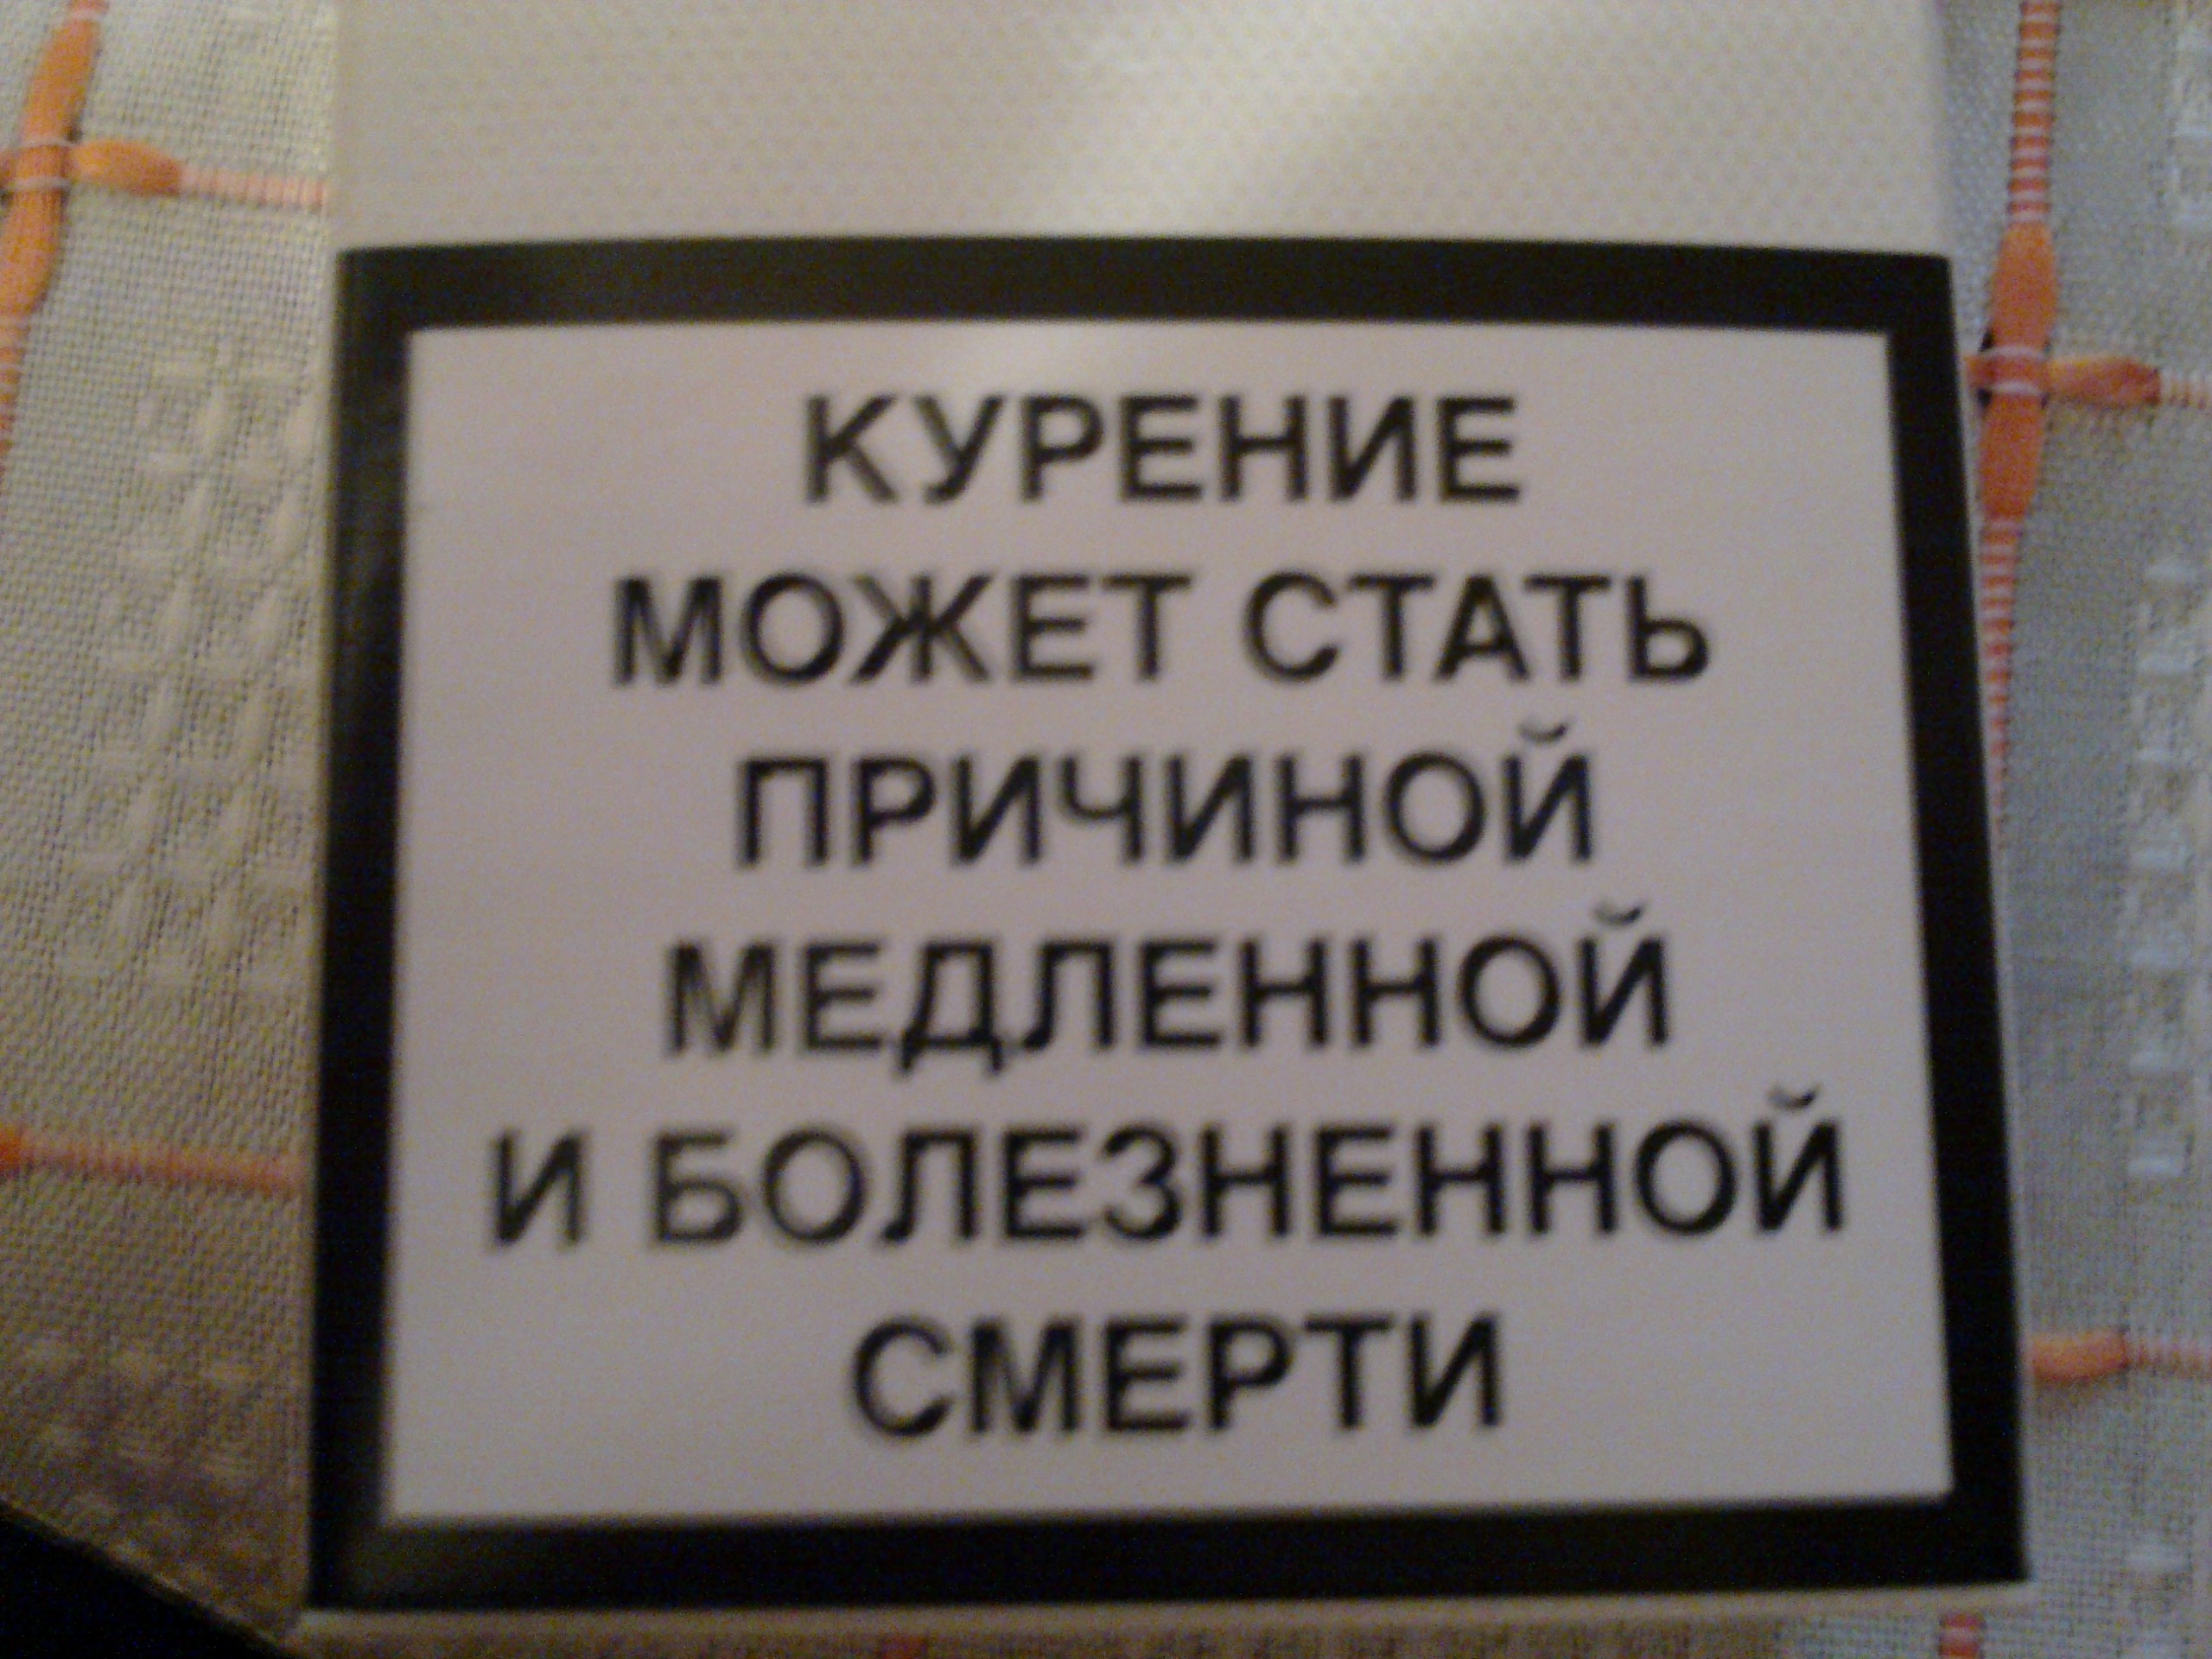 КУРЕНИЕ
МОЖЕТ СТАТЬ
ПРИЧИНОЙ
МЕДЛЕННОЙ
И БОЛЕЗНЕННОЙ
СМЕРТИ